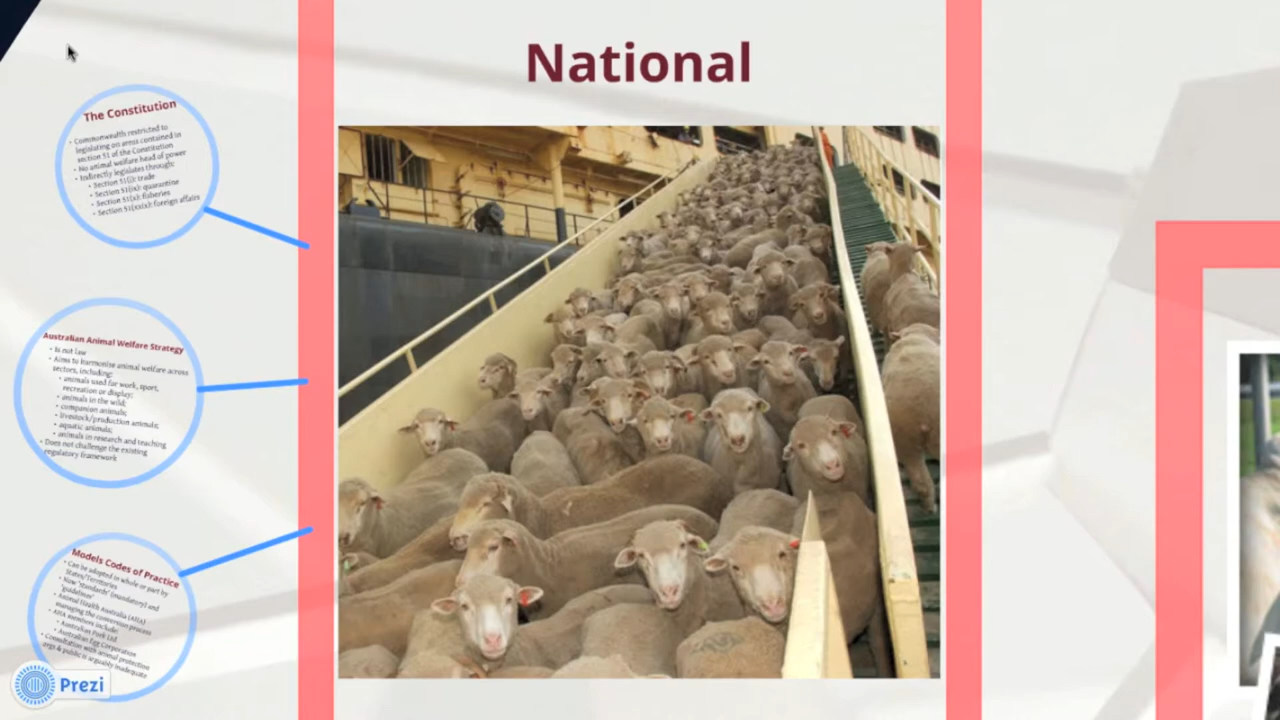 National
The Constitution
• Commonwealth restricted to
legislating on areas contained in
section 51 of the Constitution
• No animal welfare head of power
• Indirectly legislates through:
• Section 51(i): trade
• Section 51(ix): quarantine
• Section 51(x): fisheries
• Section 51(xxix): foreign affairs
Australian Animal Welfare Strategy
• Is not law
• Aims to harmonise animal welfare across
sectors, including:
• animals used for work, sport,
recreation or display;
• animals in the wild;
• companion animals;
• livestock/production animals;
• aquatic animals;
• animals in research and teaching
• Does not challenge the existing
regulatory framework
Models Codes of Practice
• Can be adopted in whole or part by
States/Territories
• Now "standards" (mandatory) and
"guidelines"
• Animal Health Australia (AHA)
managing the conversion process
• AHA members include:
• Australian Pork Ltd
• Australian Egg Corporation
• Consultation with animal protection
orgs & public is arguably inadequate
Prezi